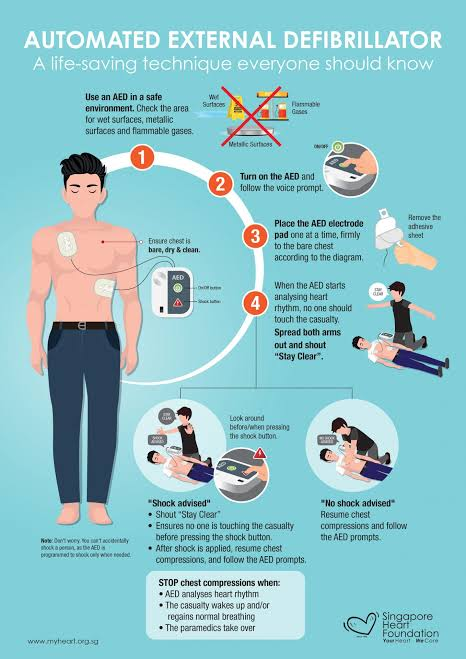 AUTOMATED EXTERNAL DEFIBRILLATOR
A life-saving technique everyone should know
Use an AED in a safe
environment. Check the area
for wet surfaces, metallic
surfaces and flammable gases.
Wet
Surfaces
Flammable
Gases
Metallic Surfaces
1
2
Turn on the AED and
follow the voice prompt.
ON/OFF
3
Place the AED electrode
pad one at a time, firmly
to the bare chest
according to the diagram.
Remove the
adhesive
sheet
Ensure chest is
bare, dry & clean.
AED
On/Off button
Shock button
4
When the AED starts
analysing heart
rhythm, no one should
touch the casualty.
Spread both arms
out and shout
"Stay Clear".
STAY
CLEAR
STAY
CLEAR
SHOCK
ADVISED
Look around
before/when pressing
the shock button.
NO SHOCK
ADVISED
"Shock advised"
• Shout "Stay Clear"
• Ensures no one is touching the casualty
before pressing the shock button.
• After shock is applied, resume chest
compressions, and follow the AED prompts.
"No shock advised"
Resume chest
compressions and follow
the AED prompts.
Note: Don't worry. You can't accidentally
shock a person, as the AED is
programmed to shock only when needed.
STOP chest compressions when:
• AED analyses heart rhythm
• The casualty wakes up and/or
regains normal breathing
• The paramedics take over
www.myheart.org.sg
Singapore
Heart
Foundation
Your Heart We Care